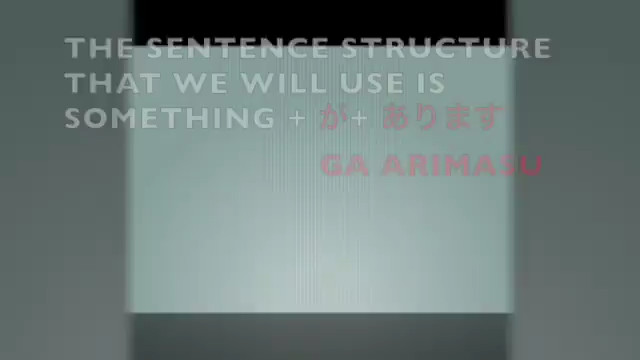 THE SENTENCE STRUCTURE
THAT WE WILL USE IS
SOMETHING + が+ あります
GA ARIMASU